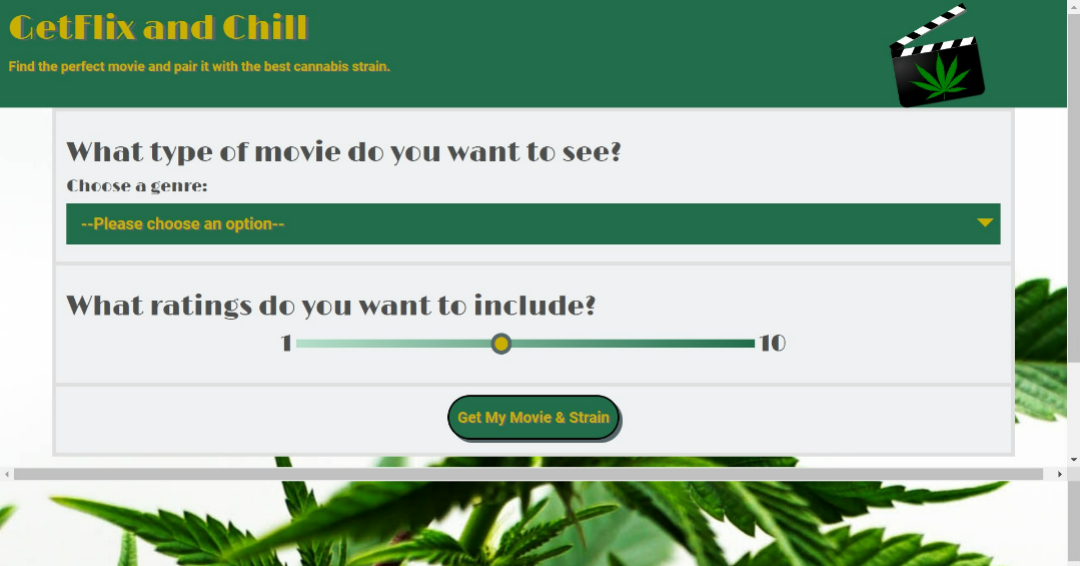 GetFlix and Chill
Find the perfect movie and pair it with the best cannabis strain.
What type of movie do you want to see?
Choose a genre:
--Please choose an option--
What ratings do you want to include?
1 10
Get My Movie & Strain